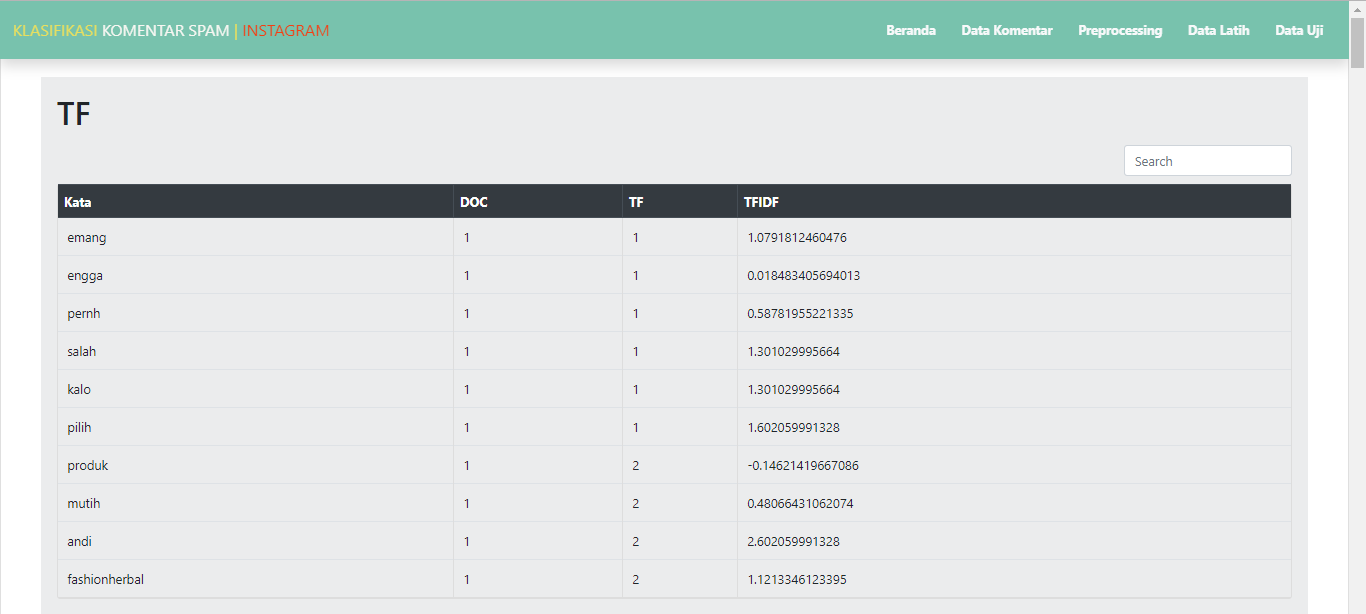 KLASIFIKASI KOMENTAR SPAM | INSTAGRAM Beranda Data Komentar Preprocessing Data Latih Data Uji
TF
Search
Kata DOC TF TFIDF
emang 1 1 1.0791812460476
engga 1 1 0.018483405694013
pernh 1 1 0.58781955221335
salah 1 1 1.301029995664
kalo 1 1 1.301029995664
pilih 1 1 1.602059991328
produk 1 2 -0.14621419667086
mutih 1 2 0.48066431062074
andi 1 2 2.602059991328
fashionherbal 1 2 1.1213346123395